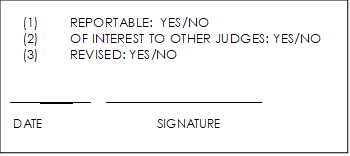 (1) REPORTABLE: YES/NO
(2) OF INTEREST TO OTHER JUDGES: YES/NO
(3) REVISED: YES/NO
DATE SIGNATURE